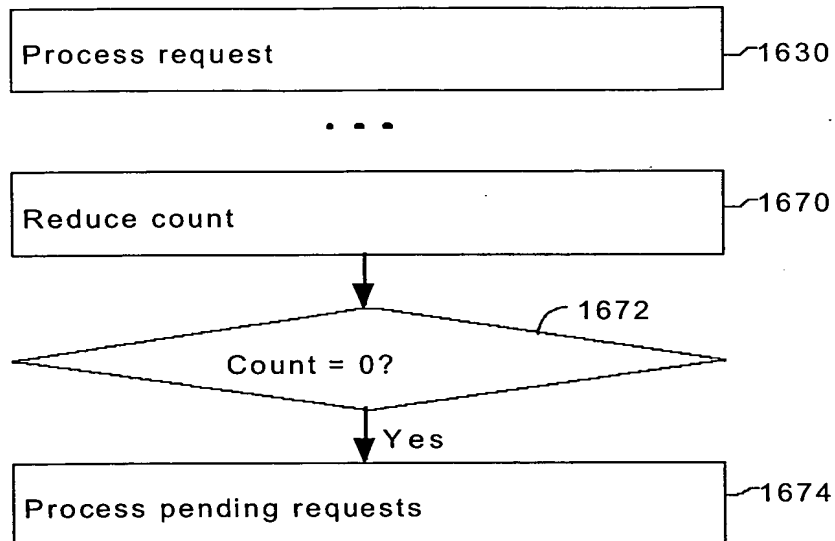 Process request
1630
...
Reduce count
1670
1672
Count = 0?
Yes
Process pending requests
1674